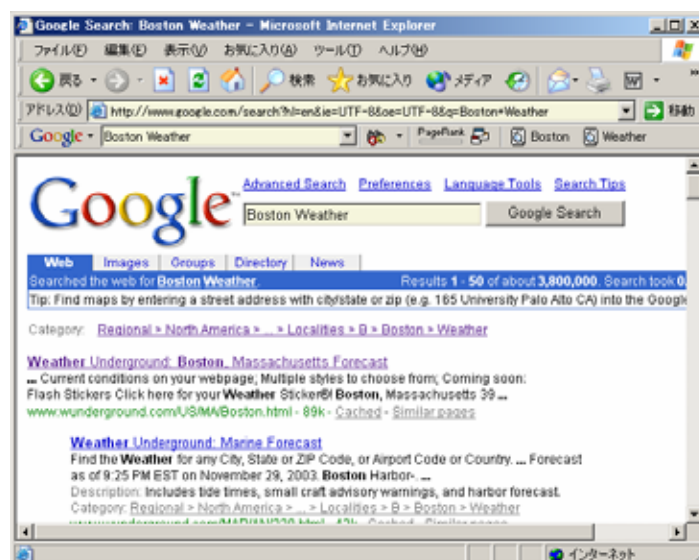 Google Search: Boston Weather - Microsoft Internet Explorer
ファイル(F) 編集(E) 表示(V) お気に入り(A) ツール(T) ヘルプ(H)
戻る 検索 お気に入り メディア
アドレス(D) http://www.google.com/search?hl=en&ie=UTF-8&oe=UTF-8&q=Boston+Weather 移動
Google Boston Weather PageRank Boston Weather
Google™
Advanced Search Preferences Language Tools Search Tips
Boston Weather Google Search
Web Images Groups Directory News
Searched the web for Boston Weather. Results 1 - 50 of about 3,800,000. Search took 0.
Tip: Find maps by entering a street address with city/state or zip (e.g. 165 University Palo Alto CA) into the Google
Category: Regional > North America > ... > Localities > B > Boston > Weather
Weather Underground: Boston, Massachusetts Forecast
... Current conditions on your webpage; Multiple styles to choose from; Coming soon:
Flash Stickers Click here for your Weather Sticker®! Boston, Massachusetts 39 ...
www.wunderground.com/US/MA/Boston.html - 89k - Cached - Similar pages
Weather Underground: Marine Forecast
Find the Weather for any City, State or ZIP Code, or Airport Code or Country. ... Forecast
as of 9:25 PM EST on November 29, 2003. Boston Harbor-. ...
Description: Includes tide times, small craft advisory warnings, and harbor forecast.
Category: Regional > North America > ... > Localities > B > Boston > Weather
Cached - Similar pages
インターネット